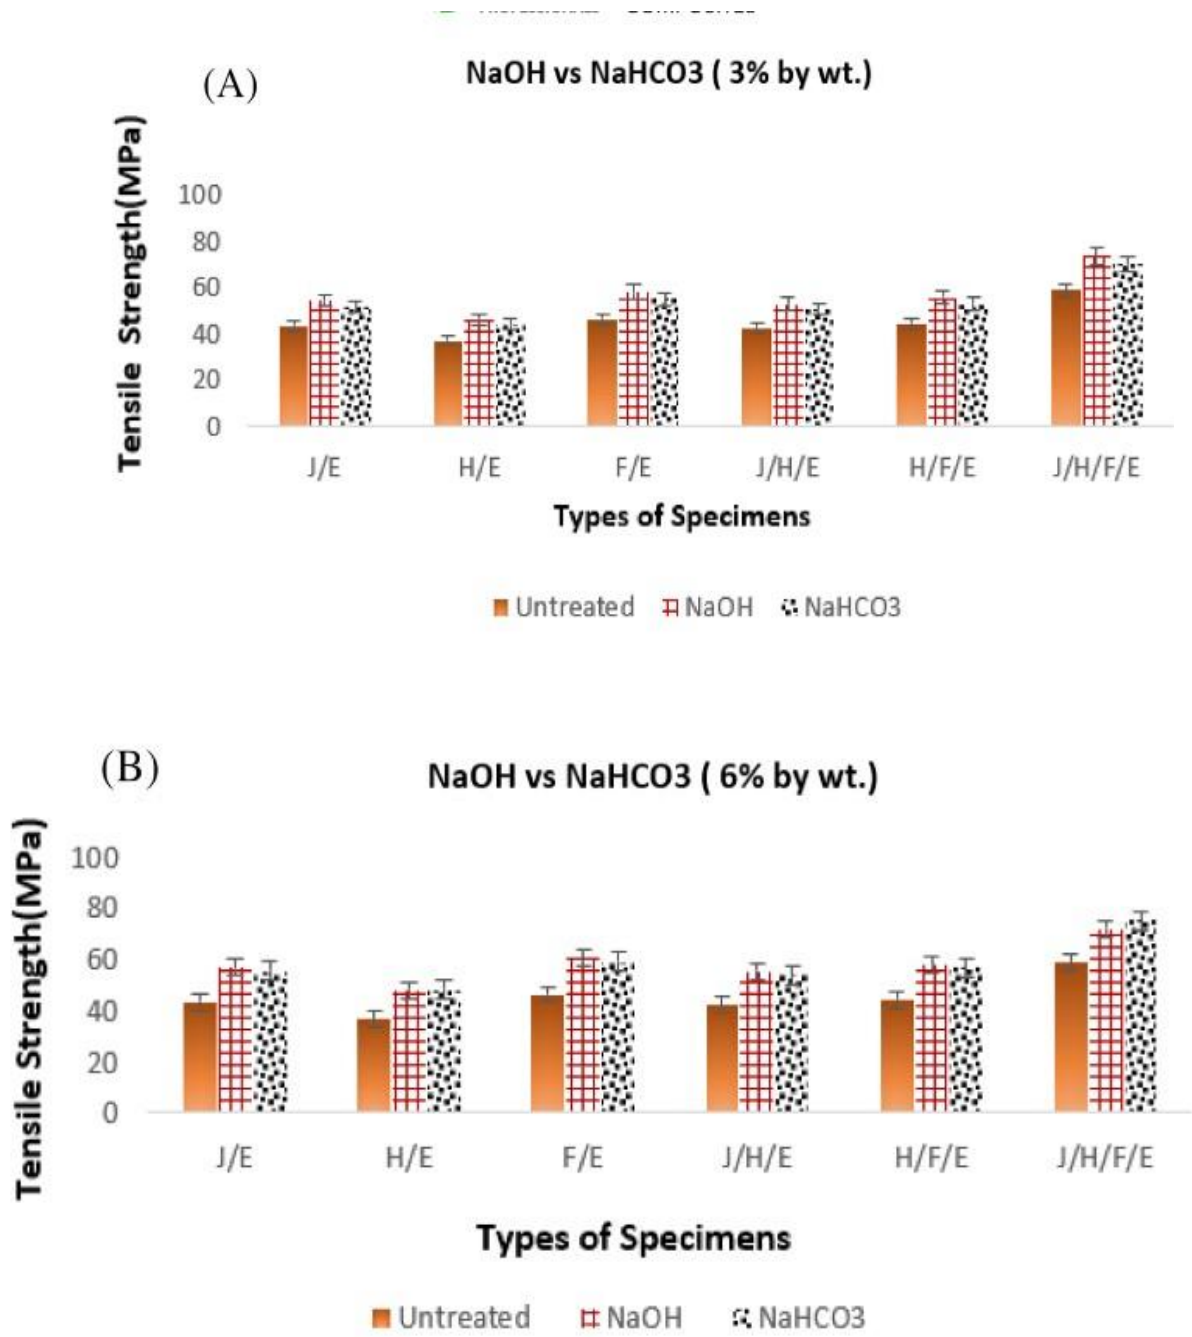 (A)
NaOH vs NaHCO3 ( 3% by wt.)
Tensile Strength(MPa)
100
80
60
40
20
0
J/E H/E F/E J/H/E H/F/E J/H/F/E
Types of Specimens
Untreated NaOH NaHCO3
(B)
NaOH vs NaHCO3 ( 6% by wt.)
Tensile Strength(MPa)
100
80
60
40
20
0
J/E H/E F/E J/H/E H/F/E J/H/F/E
Types of Specimens
Untreated NaOH NaHCO3